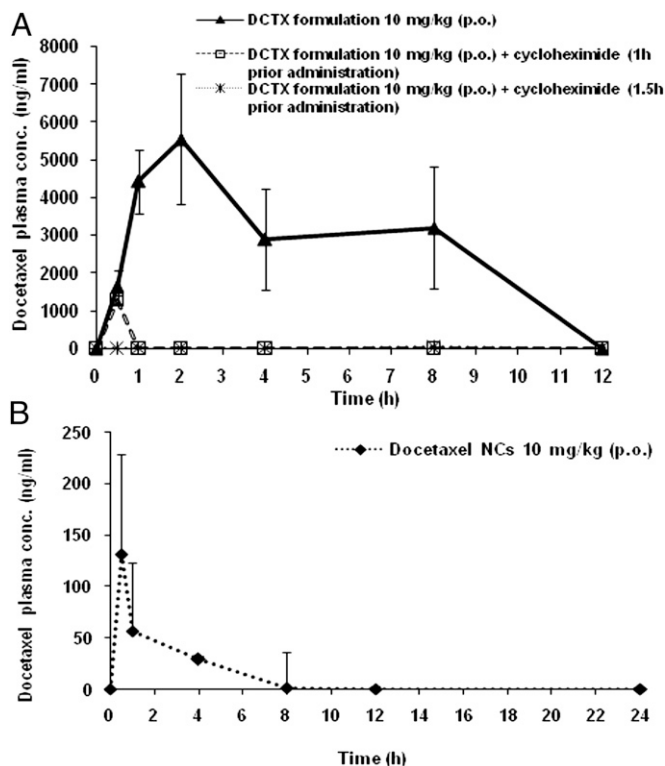 A
DCTX formulation 10 mg/kg (p.o.)
DCTX formulation 10 mg/kg (p.o.) + cycloheximide (1h
prior administration)
DCTX formulation 10 mg/kg (p.o.) + cycloheximide (1.5h
prior administration)
Docetaxel plasma conc. (ng/ml)
8000
7000
6000
5000
4000
3000
2000
1000
0
0 1 2 3 4 5 6 7 8 9 10 11 12
Time (h)
B
Docetaxel NCs 10 mg/kg (p.o.)
Docetaxel plasma conc. (ng/ml)
250
200
150
100
50
0
0 2 4 6 8 10 12 14 16 18 20 22 24
Time (h)